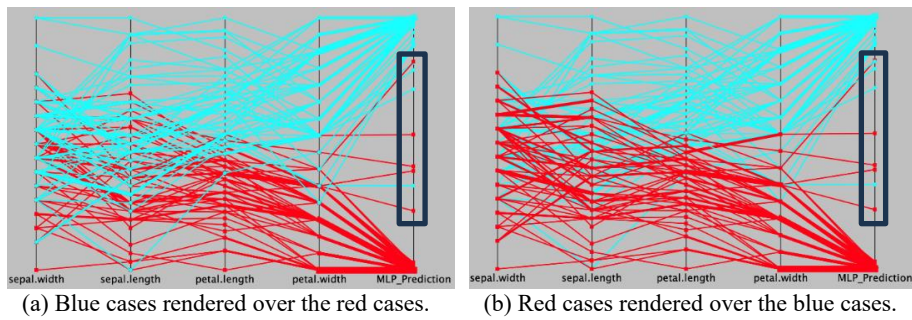 sepal.width sepal.length petal.length petal.width MLP_Prediction
sepal.width sepal.length petal.length petal.width MLP_Prediction
(a) Blue cases rendered over the red cases.
(b) Red cases rendered over the blue cases.